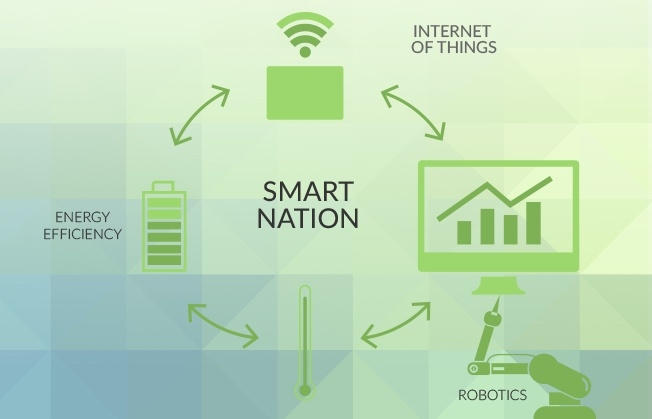 INTERNET
OF THINGS
SMART
NATION
ENERGY
EFFICIENCY
ROBOTICS